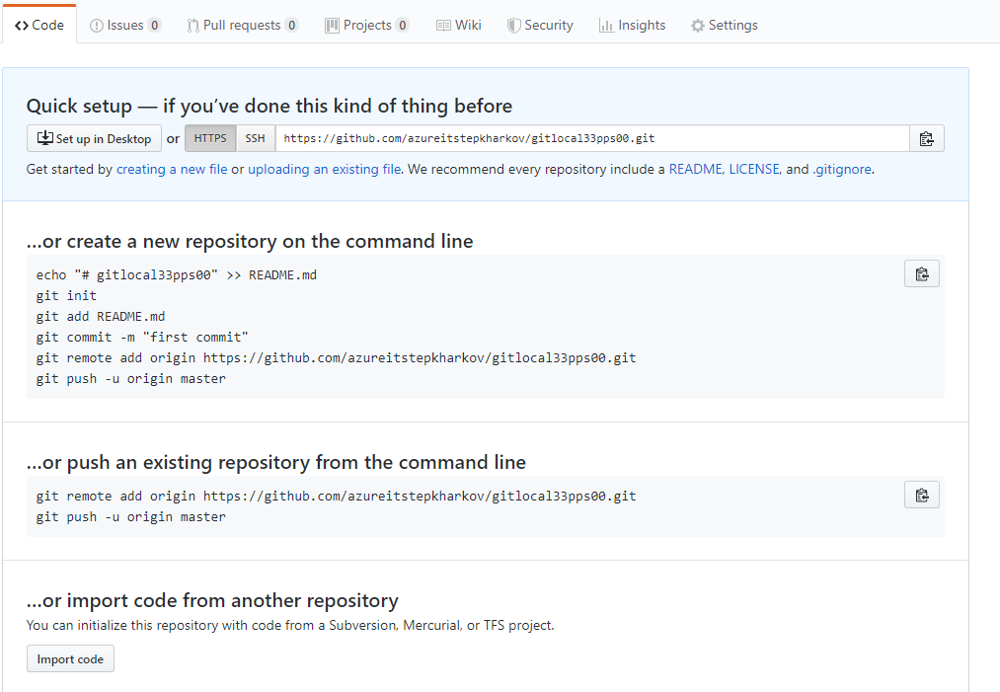 Code Issues 0 Pull requests 0 Projects 0 Wiki Security Insights Settings
Quick setup — if you’ve done this kind of thing before
Set up in Desktop or HTTPS SSH https://github.com/azureitstepkharkov/gitlocal33pps00.git
Get started by creating a new file or uploading an existing file. We recommend every repository include a README, LICENSE, and .gitignore.
…or create a new repository on the command line
echo "# gitlocal33pps00" >> README.md
git init
git add README.md
git commit -m "first commit"
git remote add origin https://github.com/azureitstepkharkov/gitlocal33pps00.git
git push -u origin master
…or push an existing repository from the command line
git remote add origin https://github.com/azureitstepkharkov/gitlocal33pps00.git
git push -u origin master
…or import code from another repository
You can initialize this repository with code from a Subversion, Mercurial, or TFS project.
Import code